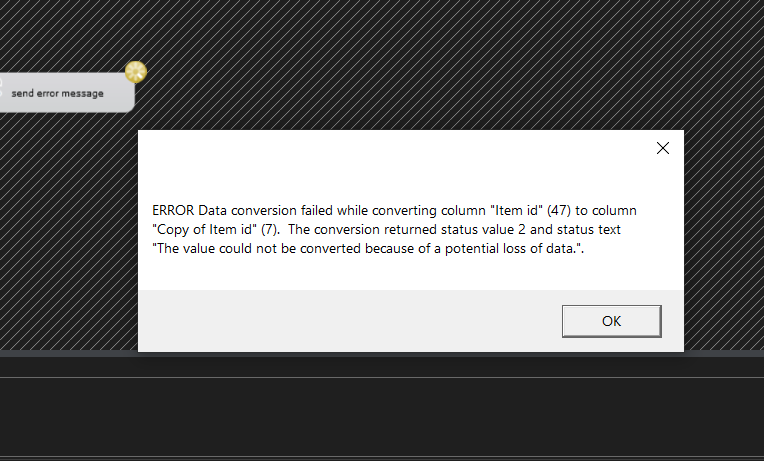 send error message
ERROR Data conversion failed while converting column "Item id" (47) to column
"Copy of Item id" (7).  The conversion returned status value 2 and status text
"The value could not be converted because of a potential loss of data.".
OK